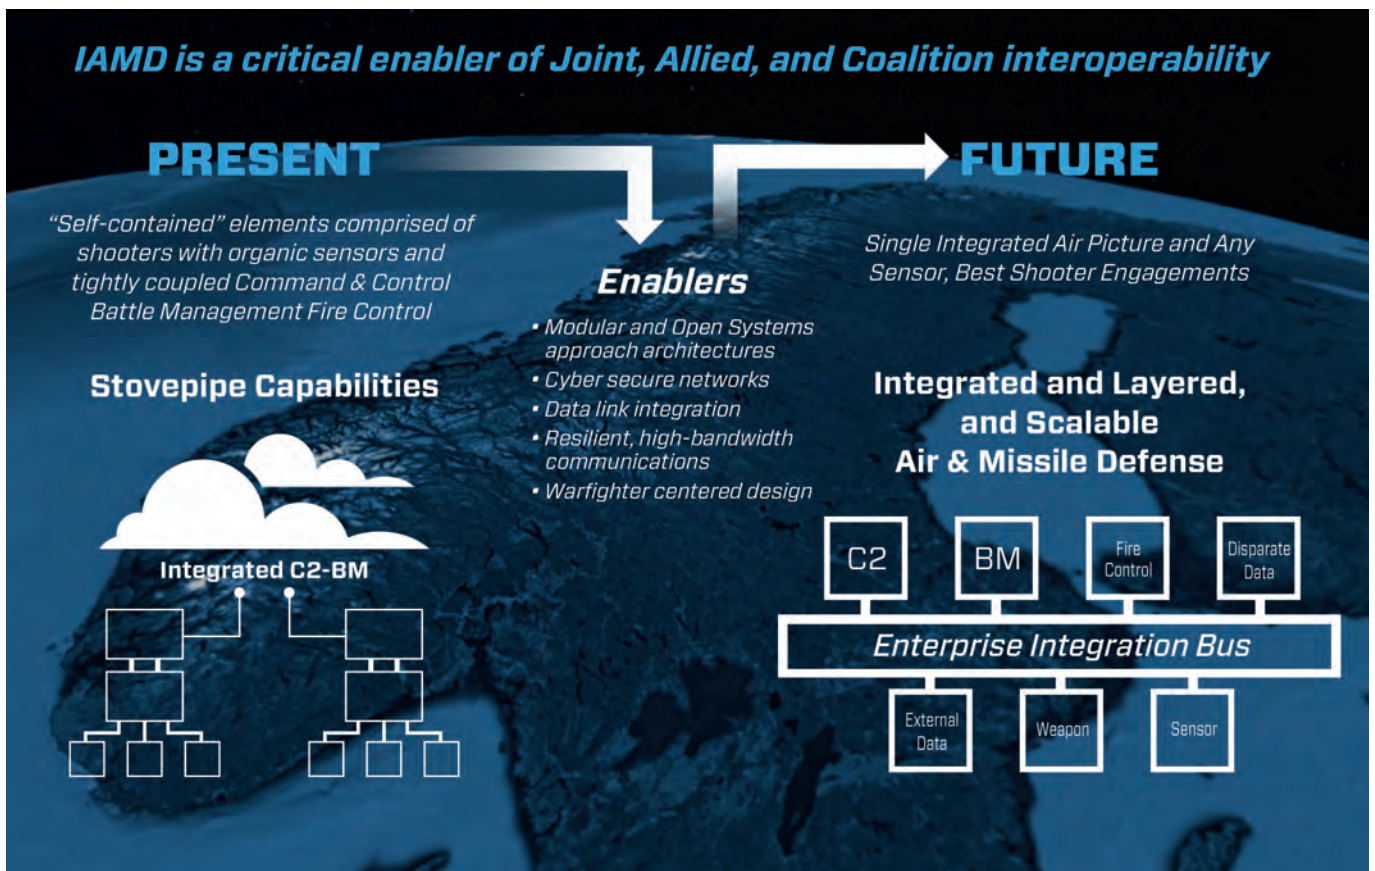 IAMD is a critical enabler of Joint, Allied, and Coalition interoperability
PRESENT
“Self-contained” elements comprised of
shooters with organic sensors and
tightly coupled Command & Control
Battle Management Fire Control
Stovepipe Capabilities
Integrated C2-BM
Enablers
• Modular and Open Systems
approach architectures
• Cyber secure networks
• Data link integration
• Resilient, high-bandwidth
communications
• Warfighter centered design
FUTURE
Single Integrated Air Picture and Any
Sensor, Best Shooter Engagements
Integrated and Layered,
and Scalable
Air & Missile Defense
C2
BM
Fire
Control
Disparate
Data
Enterprise Integration Bus
External
Data
Weapon
Sensor